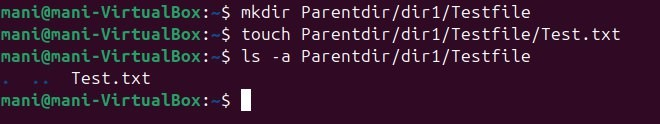 mani@mani-VirtualBox:~$ mkdir Parentdir/dir1/Testfile
mani@mani-VirtualBox:~$ touch Parentdir/dir1/Testfile/Test.txt
mani@mani-VirtualBox:~$ ls -a Parentdir/dir1/Testfile
.  ..  Test.txt
mani@mani-VirtualBox:~$